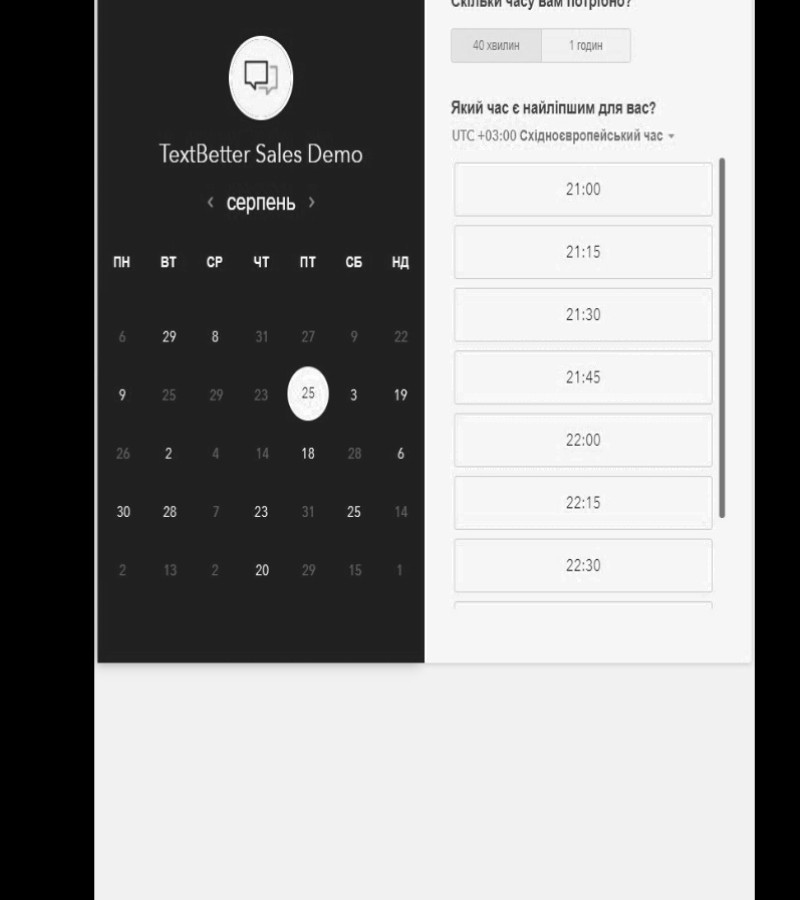 TextBetter Sales Demo
‹ серпень ›
ПН ВТ СР ЧТ ПТ СБ НД
6 29 8 31 27 9 22
9 25 29 23 25 3 19
26 2 4 14 18 28 6
30 28 7 23 31 25 14
2 13 2 20 29 15 1
Скільки часу вам потрібно?
40 хвилин 1 годин
Який час є найліпшим для вас?
UTC +03:00 Східноєвропейський час
21:00
21:15
21:30
21:45
22:00
22:15
22:30